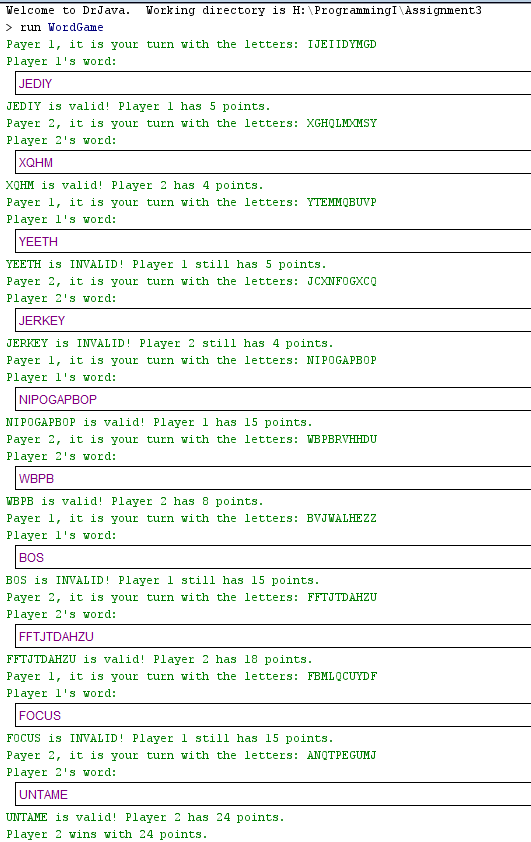 Welcome to DrJava.  Working directory is H:\ProgrammingI\Assignment3
> run WordGame
Payer 1, it is your turn with the letters: IJEIIDYMGD
Player 1's word:
JEDIY
JEDIY is valid! Player 1 has 5 points.
Payer 2, it is your turn with the letters: XGHQLMXMSY
Player 2's word:
XQHM
XQHM is valid! Player 2 has 4 points.
Payer 1, it is your turn with the letters: YTEMMQBUVP
Player 1's word:
YEETH
YEETH is INVALID! Player 1 still has 5 points.
Payer 2, it is your turn with the letters: JCXNFOGXCQ
Player 2's word:
JERKEY
JERKEY is INVALID! Player 2 still has 4 points.
Payer 1, it is your turn with the letters: NIPOGAPBOP
Player 1's word:
NIPOGAPBOP
NIPOGAPBOP is valid! Player 1 has 15 points.
Payer 2, it is your turn with the letters: WBPBRVHHDU
Player 2's word:
WBPB
WBPB is valid! Player 2 has 8 points.
Payer 1, it is your turn with the letters: BVJWALHEZZ
Player 1's word:
BOS
BOS is INVALID! Player 1 still has 15 points.
Payer 2, it is your turn with the letters: FFTJTDAHZU
Player 2's word:
FFTJTDAHZU
FFTJTDAHZU is valid! Player 2 has 18 points.
Payer 1, it is your turn with the letters: FBMLQCUYDF
Player 1's word:
FOCUS
FOCUS is INVALID! Player 1 still has 15 points.
Payer 2, it is your turn with the letters: ANQTPEGUMJ
Player 2's word:
UNTAME
UNTAME is valid! Player 2 has 24 points.
Player 2 wins with 24 points.